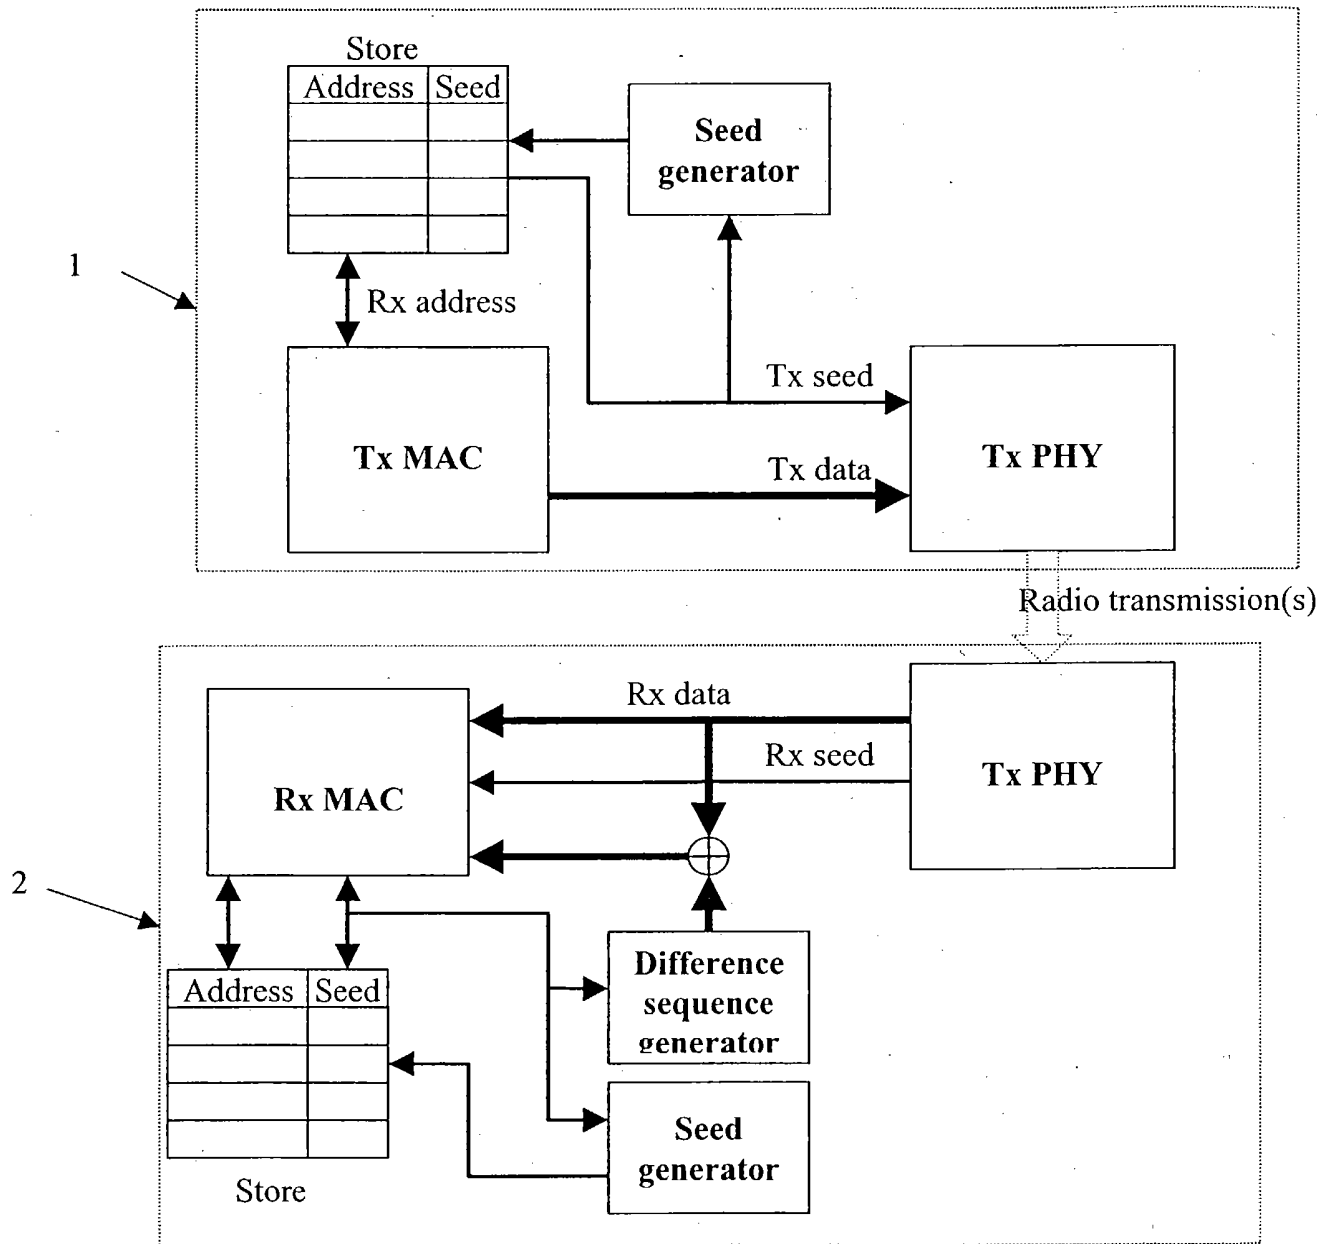 Store
Address Seed
Seed
generator
1
Rx address
Tx seed
Tx MAC
Tx PHY
Tx data
Radio transmission(s)
Rx data
Rx seed
Tx PHY
Rx MAC
2
Difference
sequence
generator
Address Seed
Seed
generator
Store